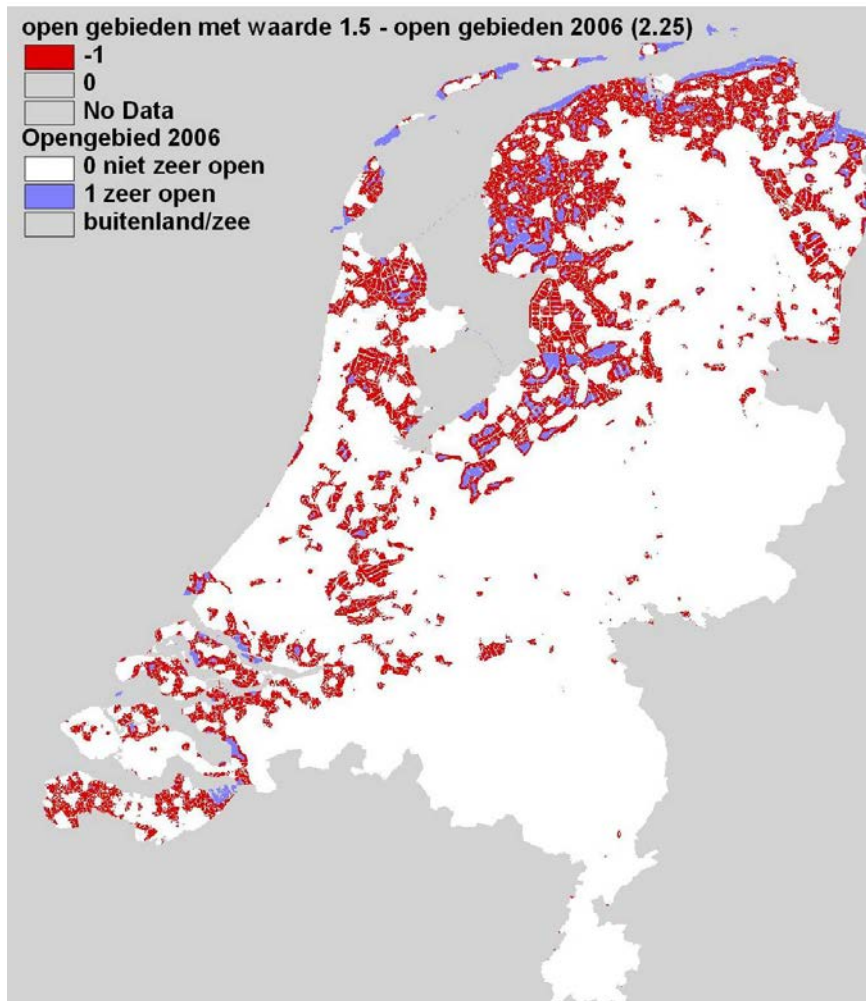 open gebieden met waarde 1.5 - open gebieden 2006 (2.25)
-1
0
No Data
Opengebied 2006
0 niet zeer open
1 zeer open
buitenland/zee